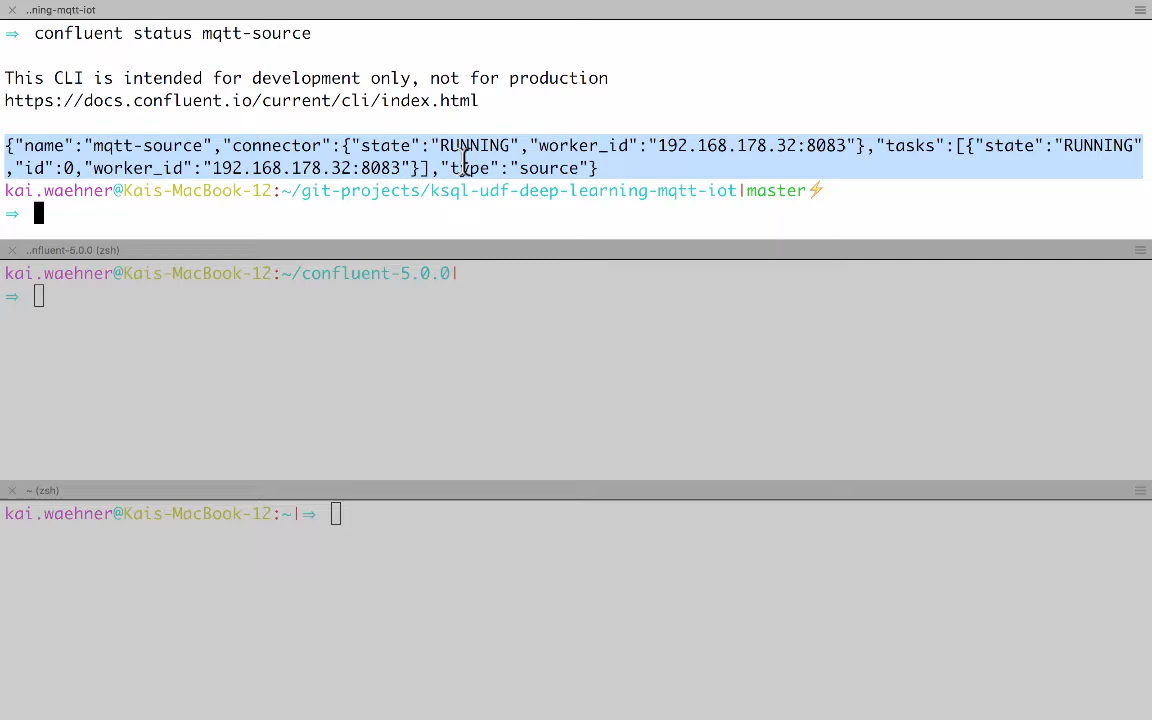 ..ning-mqtt-iot
⇒ confluent status mqtt-source
This CLI is intended for development only, not for production
https://docs.confluent.io/current/cli/index.html
{"name":"mqtt-source","connector":{"state":"RUNNING","worker_id":"192.168.178.32:8083"},"tasks":[{"state":"RUNNING"
,"id":0,"worker_id":"192.168.178.32:8083"}],"type":"source"}
kai.waehner@Kais-MacBook-12:~/git-projects/ksql-udf-deep-learning-mqtt-iot|master⚡
⇒
..nfluent-5.0.0 (zsh)
kai.waehner@Kais-MacBook-12:~/confluent-5.0.0|
⇒
~ (zsh)
kai.waehner@Kais-MacBook-12:~|⇒